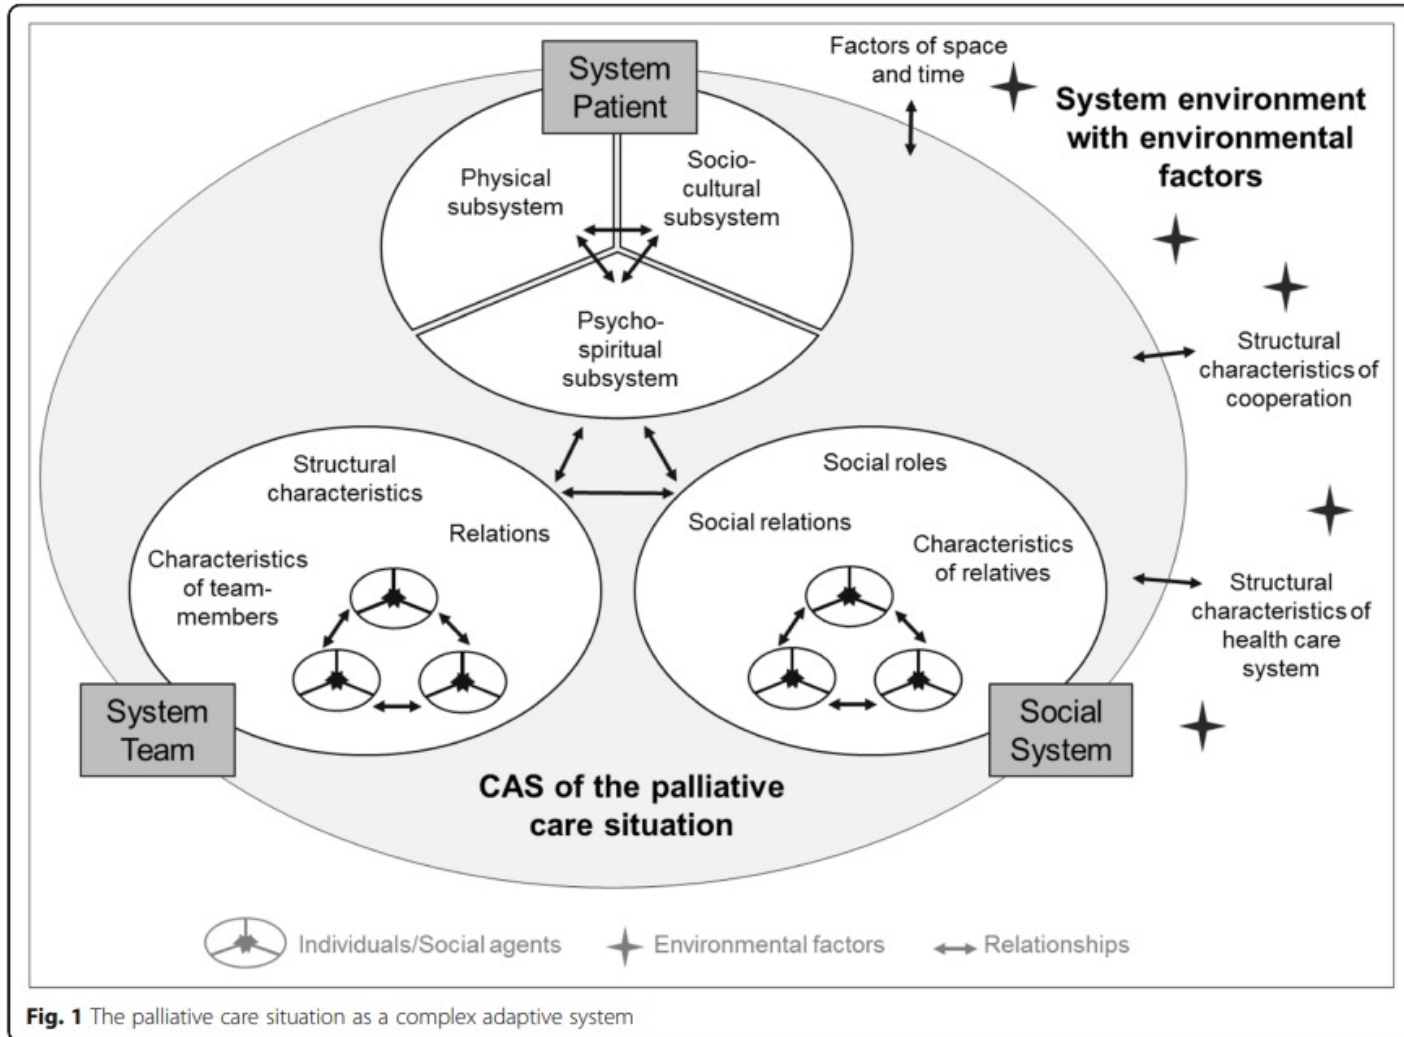 System
Patient
Factors of space
and time
System environment
with environmental
factors
Physical
subsystem
Socio-
cultural
subsystem
Psycho-
spiritual
subsystem
Structural
characteristics of
cooperation
Structural
characteristics
Relations
Characteristics
of team-
members
Social roles
Social relations
Characteristics
of relatives
Structural
characteristics of
health care
system
System
Team
Social
System
CAS of the palliative
care situation
Individuals/Social agents
Environmental factors
Relationships
Fig. 1 The palliative care situation as a complex adaptive system